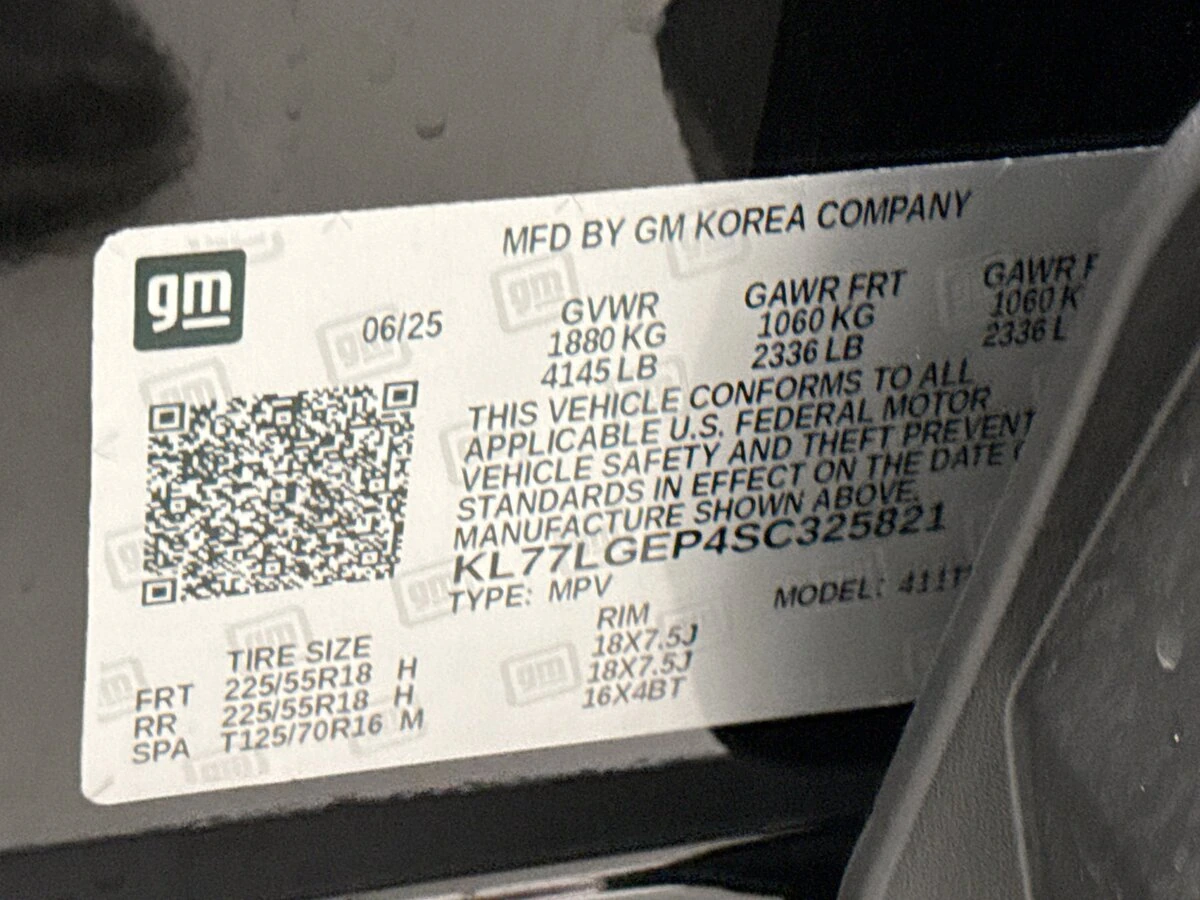 MFD BY GM KOREA COMPANY
gm
06/25
GVWR GAWR FRT GAWR
1880 KG 1060 KG 1060 K
4145 LB 2336 LB 2336 L
THIS VEHICLE CONFORMS TO ALL
APPLICABLE U.S. FEDERAL MOTOR
VEHICLE SAFETY AND THEFT PREVENT
STANDARDS IN EFFECT ON THE DATE
MANUFACTURE SHOWN ABOVE.
KL77LGEP4SC325821
TYPE: MPV MODEL:
TIRE SIZE RIM
FRT 225/55R18 H 18X7.5J
RR 225/55R18 H 18X7.5J
SPA T125/70R16 M 16X4BT